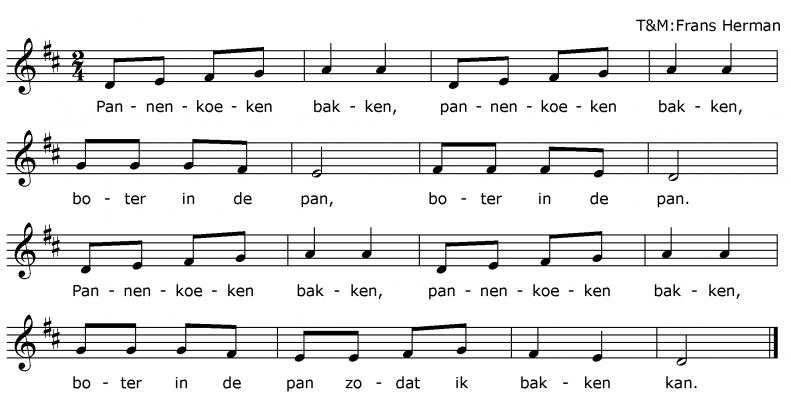 T&M:Frans Herman
2
4
Pan - nen - koe - ken bak - ken, pan - nen - koe - ken bak - ken,
bo - ter in de pan, bo - ter in de pan.
Pan - nen - koe - ken bak - ken, pan - nen - koe - ken bak - ken,
bo - ter in de pan zo - dat ik bak - ken kan.